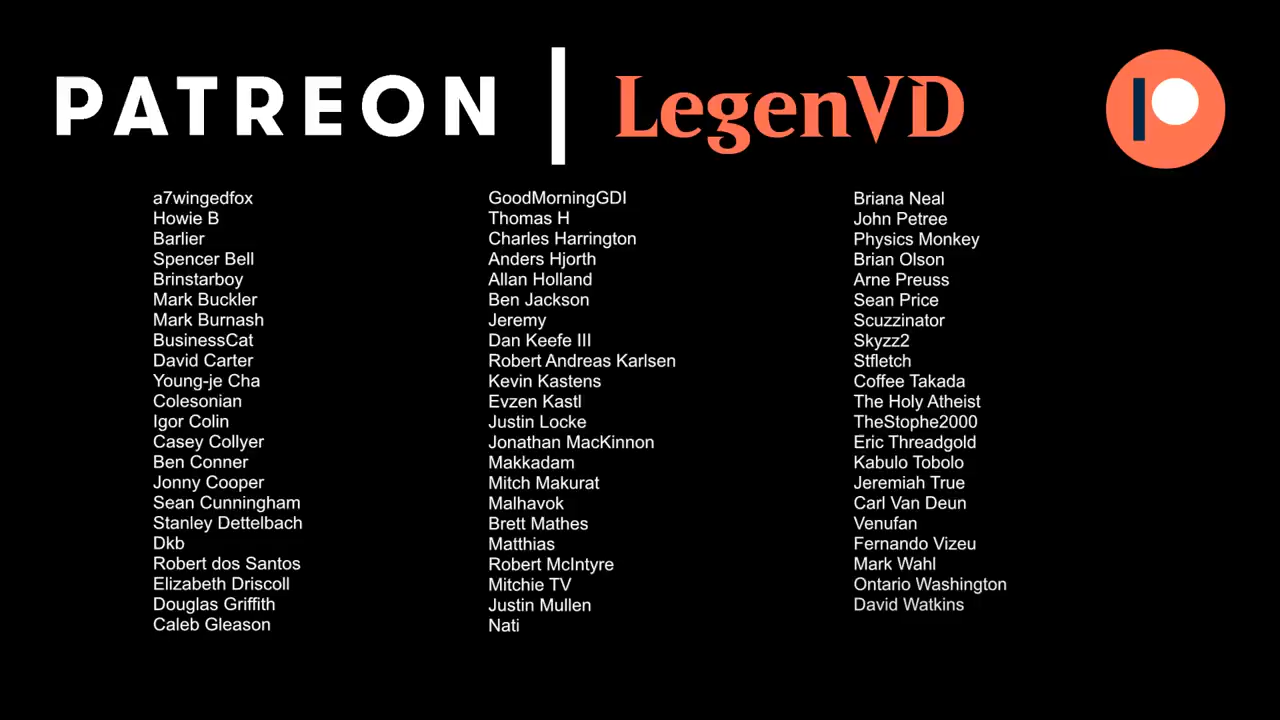 PATREON | LegenVD
a7wingedfox
Howie B
Barlier
Spencer Bell
Brinstarboy
Mark Buckler
Mark Burnash
BusinessCat
David Carter
Young-je Cha
Colesonian
Igor Colin
Casey Collyer
Ben Conner
Jonny Cooper
Sean Cunningham
Stanley Dettelbach
Dkb
Robert dos Santos
Elizabeth Driscoll
Douglas Griffith
Caleb Gleason
GoodMorningGDI
Thomas H
Charles Harrington
Anders Hjorth
Allan Holland
Ben Jackson
Jeremy
Dan Keefe III
Robert Andreas Karlsen
Kevin Kastens
Evzen Kastl
Justin Locke
Jonathan MacKinnon
Makkadam
Mitch Makurat
Malhavok
Brett Mathes
Matthias
Robert McIntyre
Mitchie TV
Justin Mullen
Nati
Briana Neal
John Petree
Physics Monkey
Brian Olson
Arne Preuss
Sean Price
Scuzzinator
Skyzz2
Stfletch
Coffee Takada
The Holy Atheist
TheStophe2000
Eric Threadgold
Kabulo Tobolo
Jeremiah True
Carl Van Deun
Venufan
Fernando Vizeu
Mark Wahl
Ontario Washington
David Watkins